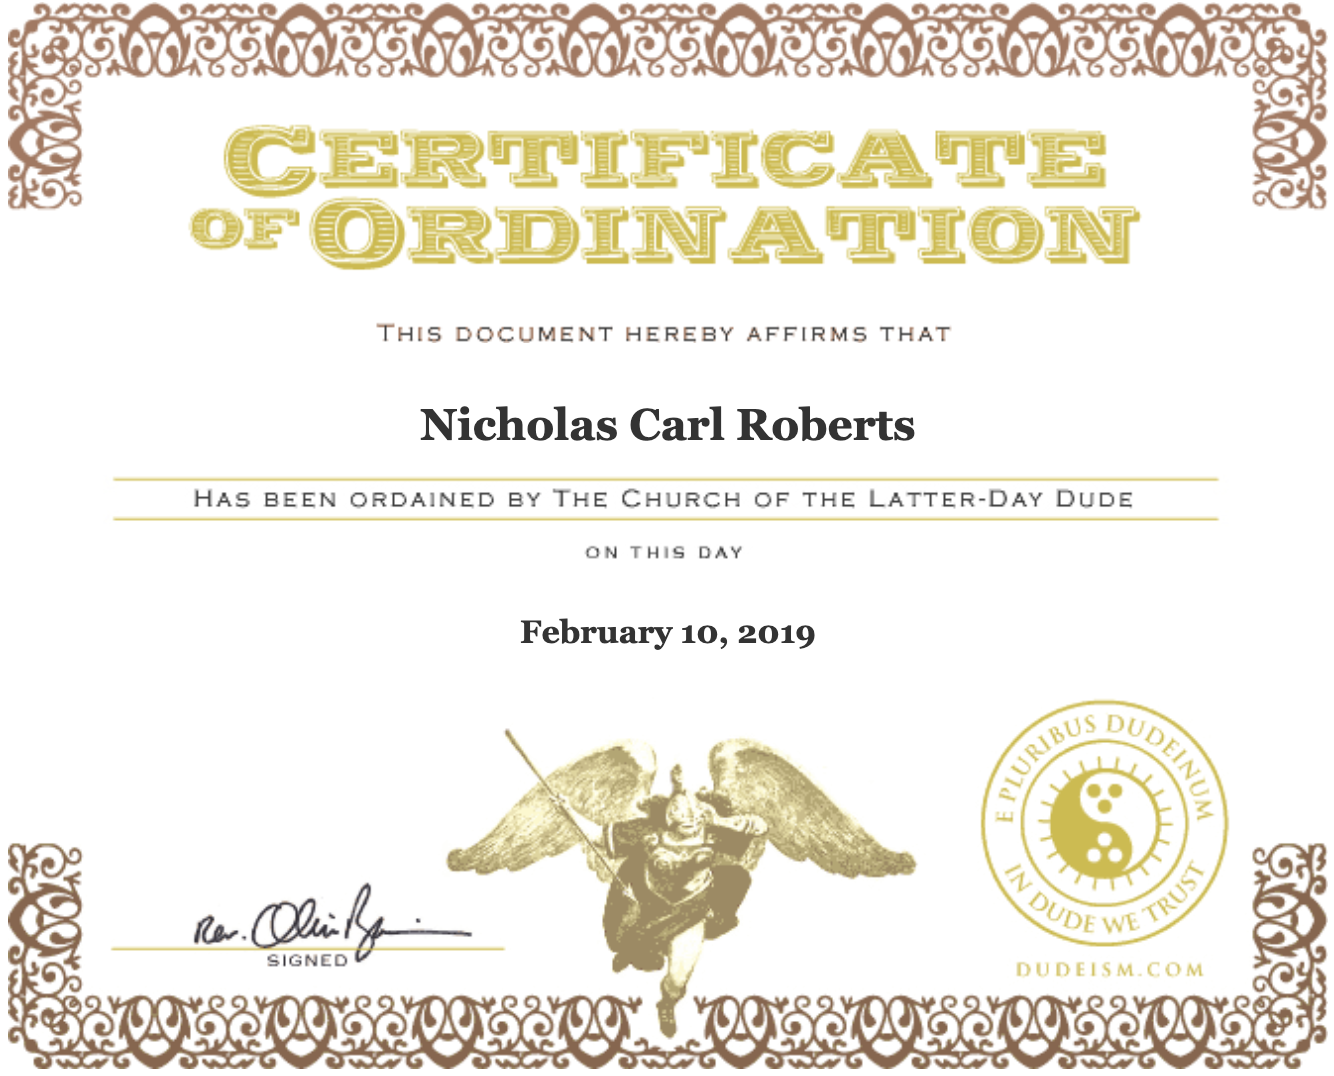 CERTIFICATE
OF ORDINATION
THIS DOCUMENT HEREBY AFFIRMS THAT
Nicholas Carl Roberts
HAS BEEN ORDAINED BY THE CHURCH OF THE LATTER-DAY DUDE
ON THIS DAY
February 10, 2019
E PLURIBUS DUDEINUM
IN DUDE WE TRUST
Rev.
SIGNED
DUDEISM.COM